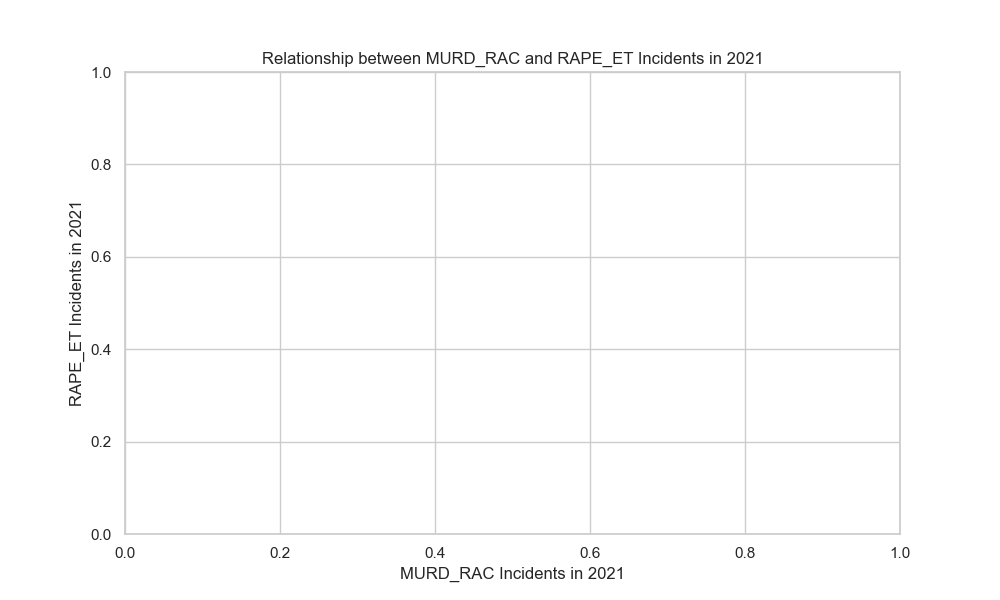 Relationship between MURD_RAC and RAPE_ET Incidents in 2021
1.0
0.8
0.6
0.4
0.2
0.0
RAPE_ET Incidents in 2021
0.0 0.2 0.4 0.6 0.8 1.0
MURD_RAC Incidents in 2021